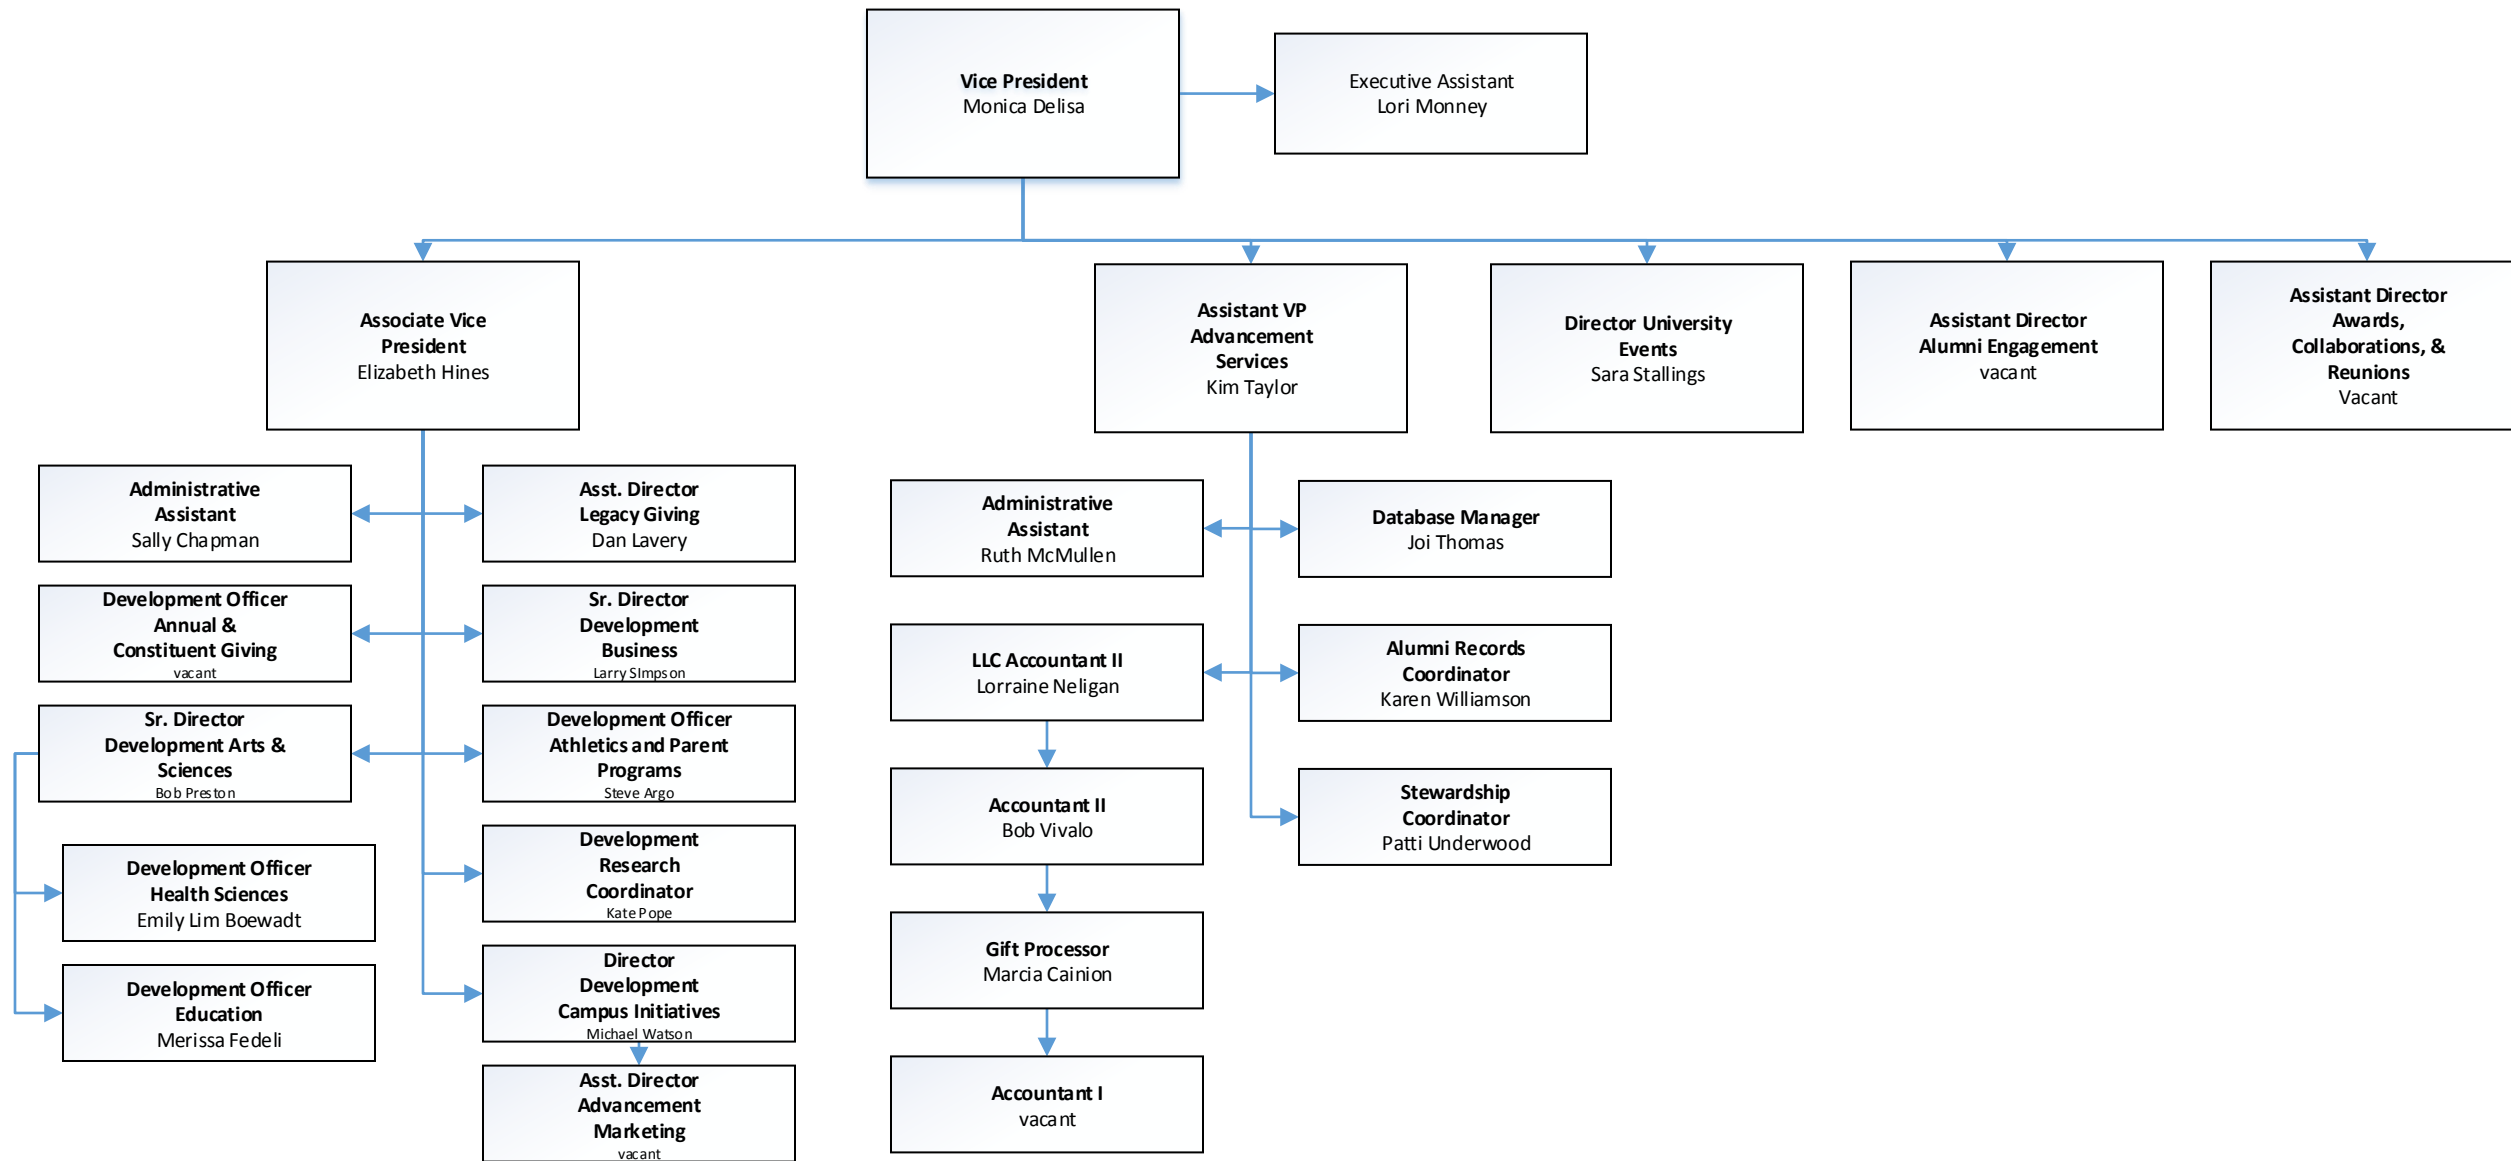 Vice President
Monica Delisa
Executive Assistant
Lori Monney
Associate Vice
President
Elizabeth Hines
Assistant VP
Advancement
Services
Kim Taylor
Director University
Events
Sara Stallings
Assistant Director
Alumni Engagement
vacant
Assistant Director
Awards,
Collaborations, &
Reunions
Vacant
Administrative
Assistant
Sally Chapman
Asst. Director
Legacy Giving
Dan Lavery
Development Officer
Annual &
Constituent Giving
vacant
Sr. Director
Development
Business
Larry SImpson
Sr. Director
Development Arts &
Sciences
Bob Preston
Development Officer
Athletics and Parent
Programs
Steve Argo
Development Officer
Health Sciences
Emily Lim Boewadt
Development
Research
Coordinator
Kate Pope
Development Officer
Education
Merissa Fedeli
Director
Development
Campus Initiatives
Michael Watson
Asst. Director
Advancement
Marketing
vacant
Administrative
Assistant
Ruth McMullen
Database Manager
Joi Thomas
LLC Accountant II
Lorraine Neligan
Alumni Records
Coordinator
Karen Williamson
Accountant II
Bob Vivalo
Stewardship
Coordinator
Patti Underwood
Gift Processor
Marcia Cainion
Accountant I
vacant